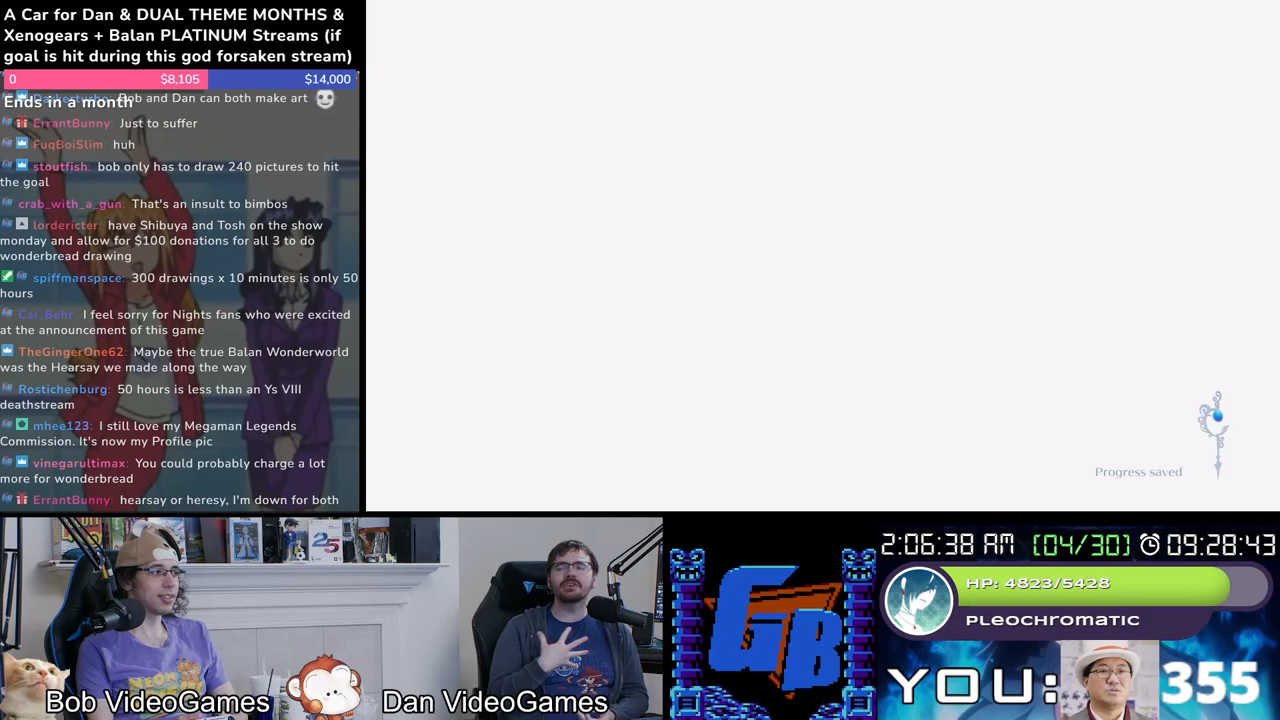 A Car for Dan & DUAL THEME MONTHS &
Xenogears + Balan PLATINUM Streams (if
goal is hit during this god forsaken stream)
0 $8,105 $14,000
Ends in a month
Bob and Dan can both make art
ErrantBunny: Just to suffer
FuqBoiSlim: huh
stoutfish: bob only has to draw 240 pictures to hit
the goal
crab_with_a_gun: That's an insult to bimbos
lordericter: have Shibuya and Tosh on the show
monday and allow for $100 donations for all 3 to do
wonderbread drawing
spiffmanspace: 300 drawings x 10 minutes is only 50
hours
Cai_Behr: I feel sorry for Nights fans who were excited
at the announcement of this game
TheGingerOne62: Maybe the true Balan Wonderworld
was the Hearsay we made along the way
Rostichenburg: 50 hours is less than an Ys VIII
deathstream
mhee123: I still love my Megaman Legends
Commission. It's now my Profile pic
vinegarultimax: You could probably charge a lot
more for wonderbread
ErrantBunny: hearsay or heresy, I'm down for both
Progress saved
Bob VideoGames
Dan VideoGames
GB
2:06:38 AM [04/30] 09:28:43
HP: 4823/5428
PLEOCHROMATIC
YOU: 355